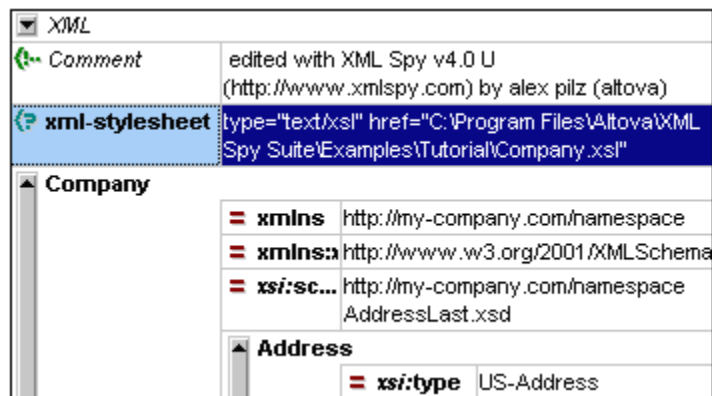 XML
Comment edited with XML Spy v4.0 U
(http://www.xmlspy.com) by alex pilz (altova)
xml-stylesheet type="text/xsl" href="C:\Program Files\Altova\XML
Spy Suite\Examples\Tutorial\Company.xsl"
Company
= xmlns http://my-company.com/namespace
= xmlns:x http://www.w3.org/2001/XMLSchema
= xsi:sc... http://my-company.com/namespace
AddressLast.xsd
Address
= xsi:type US-Address